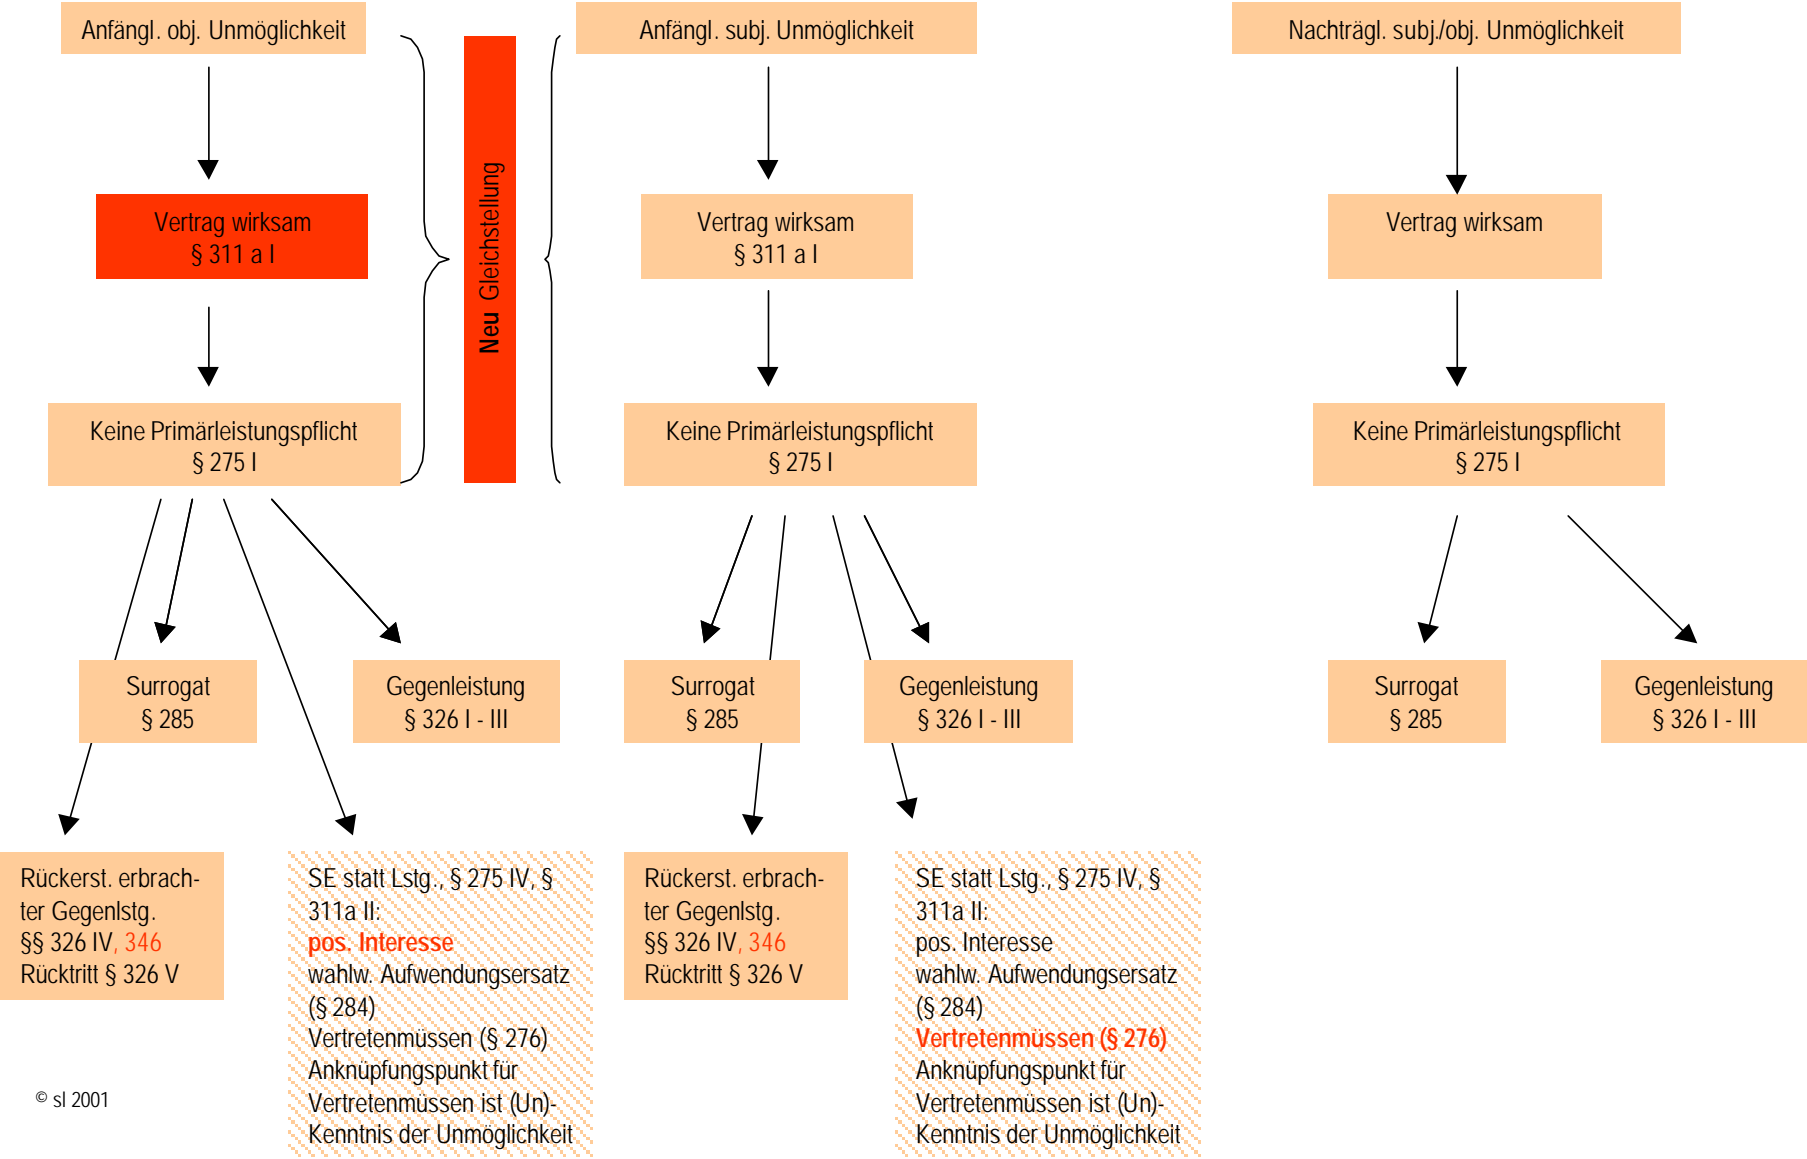 Anfängl. obj. Unmöglichkeit
Anfängl. subj. Unmöglichkeit
Nachträgl. subj./obj. Unmöglichkeit
Neu Gleichstellung
Vertrag wirksam
§ 311 a I
Vertrag wirksam
§ 311 a I
Vertrag wirksam
Keine Primärleistungspflicht
§ 275 I
Keine Primärleistungspflicht
§ 275 I
Keine Primärleistungspflicht
§ 275 I
Surrogat
§ 285
Gegenleistung
§ 326 I - III
Surrogat
§ 285
Gegenleistung
§ 326 I - III
Surrogat
§ 285
Gegenleistung
§ 326 I - III
Rückerst. erbrach-
ter Gegenlstg.
§§ 326 IV, 346
Rücktritt § 326 V
SE statt Lstg., § 275 IV, §
311a II:
pos. Interesse
wahlw. Aufwendungsersatz
(§ 284)
Vertretenmüssen (§ 276)
Anknüpfungspunkt für
Vertretenmüssen ist (Un)-
Kenntnis der Unmöglichkeit
Rückerst. erbrach-
ter Gegenlstg.
§§ 326 IV, 346
Rücktritt § 326 V
SE statt Lstg., § 275 IV, §
311a II:
pos. Interesse
wahlw. Aufwendungsersatz
(§ 284)
Vertretenmüssen (§ 276)
Anknüpfungspunkt für
Vertretenmüssen ist (Un)-
Kenntnis der Unmöglichkeit
© sl 2001